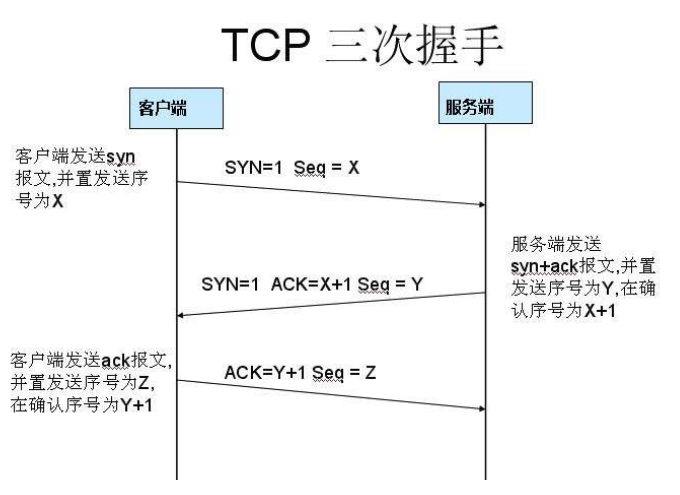 TCP 三次握手
客户端
服务端
客户端发送syn
报文,并置发送序
号为X
SYN=1 Seq = X
服务端发送
syn+ack报文,并置
发送序号为Y,在确
认序号为X+1
SYN=1 ACK=X+1 Seq = Y
客户端发送ack报文,
并置发送序号为Z,
在确认序号为Y+1
ACK=Y+1 Seq = Z